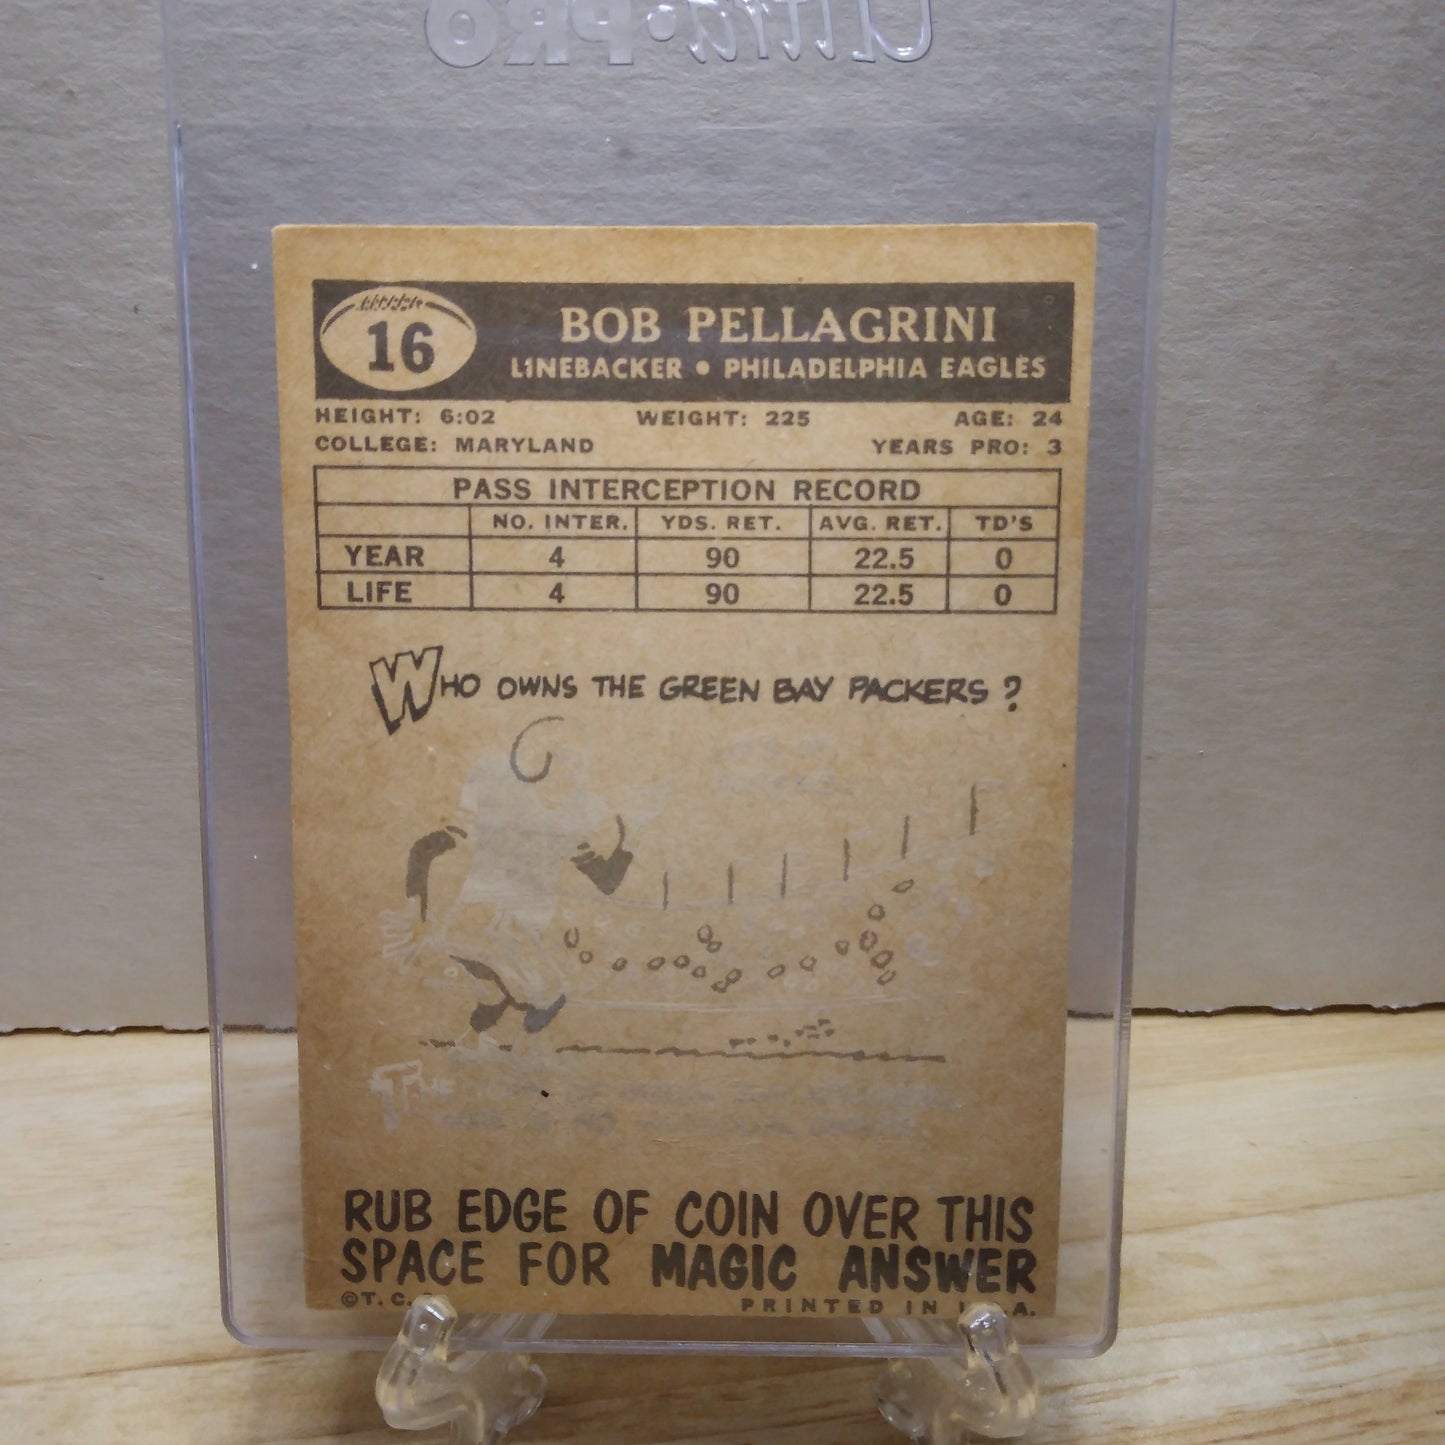 ultra·PRO
16
BOB PELLAGRINI
LINEBACKER • PHILADELPHIA EAGLES
HEIGHT: 6:02 WEIGHT: 225 AGE: 24
COLLEGE: MARYLAND YEARS PRO: 3
PASS INTERCEPTION RECORD
NO. INTER. YDS. RET. AVG. RET. TD'S
YEAR 4 90 22.5 0
LIFE 4 90 22.5 0
WHO OWNS THE GREEN BAY PACKERS ?
THE
RUB EDGE OF COIN OVER THIS
SPACE FOR MAGIC ANSWER
©T. C.
PRINTED IN